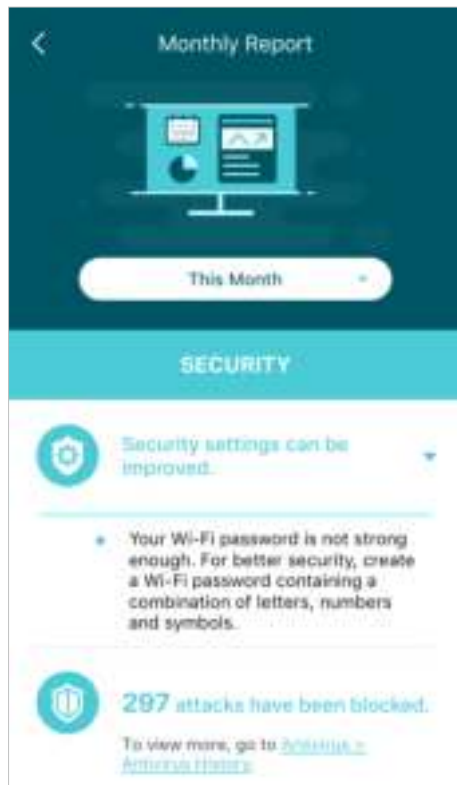 Monthly Report
This Month
SECURITY
Security settings can be
improved.
Your Wi-Fi password is not strong
enough. For better security, create
a Wi-Fi password containing a
combination of letters, numbers
and symbols.
297 attacks have been blocked.
To view more, go to Antivirus >
Antivirus History.